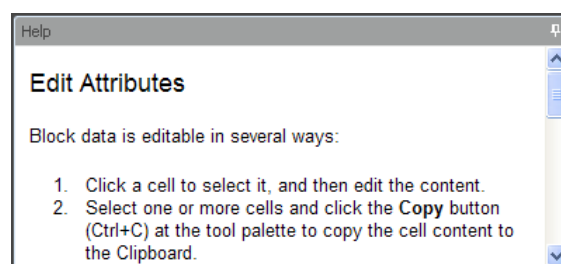 Help
Edit Attributes
Block data is editable in several ways:
1. Click a cell to select it, and then edit the content.
2. Select one or more cells and click the Copy button
(Ctrl+C) at the tool palette to copy the cell content to
the Clipboard.